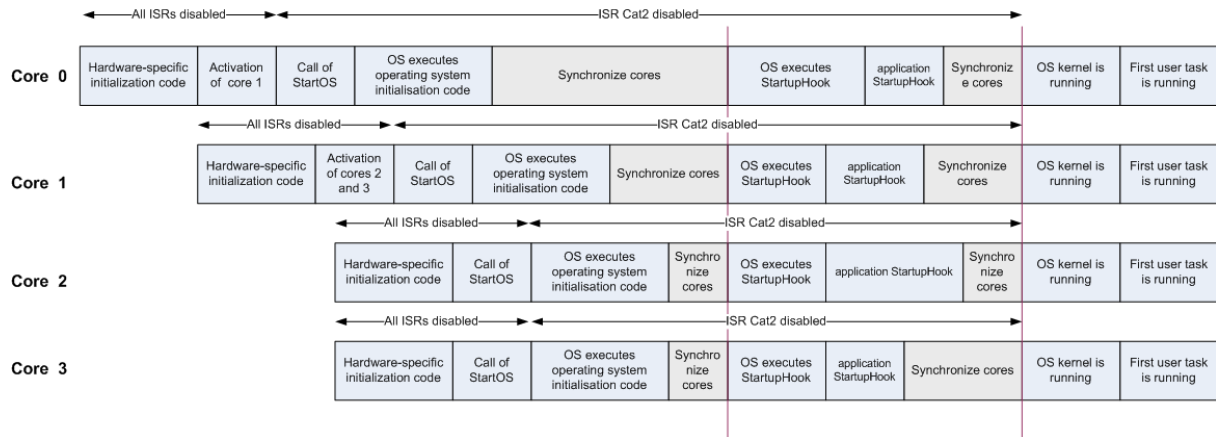 All ISRs disabled
ISR Cat2 disabled
Core 0
Hardware-specific
initialization code
Activation
of core 1
Call of
StartOS
OS executes
operating system
initialisation code
Synchronize cores
OS executes
StartupHook
application
StartupHook
Synchroniz
e cores
OS kernel is
running
First user task
is running
All ISRs disabled
ISR Cat2 disabled
Core 1
Hardware-specific
initialization code
Activation
of cores 2
and 3
Call of
StartOS
OS executes
operating system
initialisation code
Synchronize cores
OS executes
StartupHook
application
StartupHook
Synchronize
cores
OS kernel is
running
First user task
is running
All ISRs disabled
ISR Cat2 disabled
Core 2
Hardware-specific
initialization code
Call of
StartOS
OS executes
operating system
initialisation code
Synchro
nize
cores
OS executes
StartupHook
application StartupHook
Synchro
nize
cores
OS kernel is
running
First user task
is running
All ISRs disabled
ISR Cat2 disabled
Core 3
Hardware-specific
initialization code
Call of
StartOS
OS executes
operating system
initialisation code
Synchro
nize
cores
OS executes
StartupHook
application
StartupHook
Synchronize cores
OS kernel is
running
First user task
is running